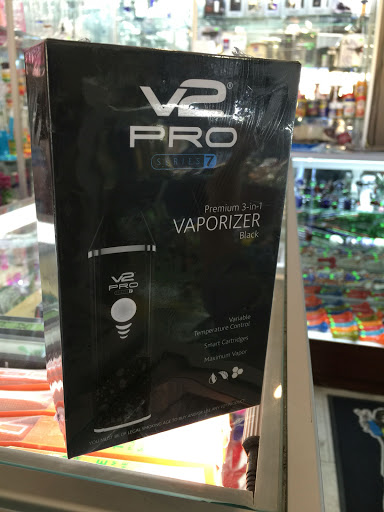 V2®
PRO
SERIES 7
Premium 3-in-1
VAPORIZER
Black
V2
PRO
Variable
Temperature Control
Smart Cartridges
Maximum Vapor